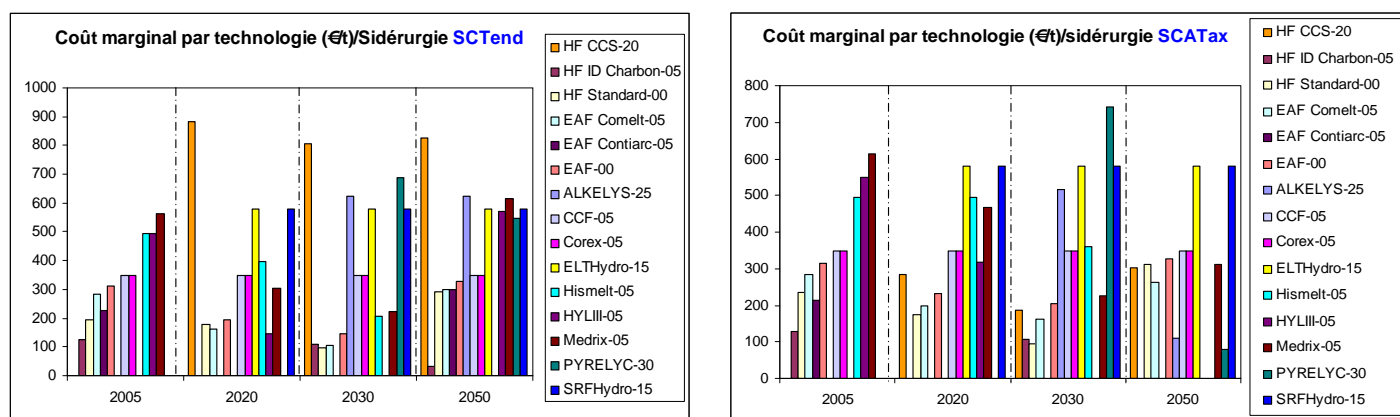 Coût marginal par technologie (€/t)/Sidérurgie SCTend
1000
900
800
700
600
500
400
300
200
100
0
2005
2020
2030
2050
HF CCS-20
HF ID Charbon-05
HF Standard-00
EAF Comelt-05
EAF Contiarc-05
EAF-00
ALKELYS-25
CCF-05
Corex-05
ELTHydro-15
Hismelt-05
HYLIII-05
Medrix-05
PYRELYC-30
SRFHydro-15
Coût marginal par technologie (€/t)/sidérurgie SCATax
800
700
600
500
400
300
200
100
0
2005
2020
2030
2050
HF CCS-20
HF ID Charbon-05
HF Standard-00
EAF Comelt-05
EAF Contiarc-05
EAF-00
ALKELYS-25
CCF-05
Corex-05
ELTHydro-15
Hismelt-05
HYLIII-05
Medrix-05
PYRELYC-30
SRFHydro-15